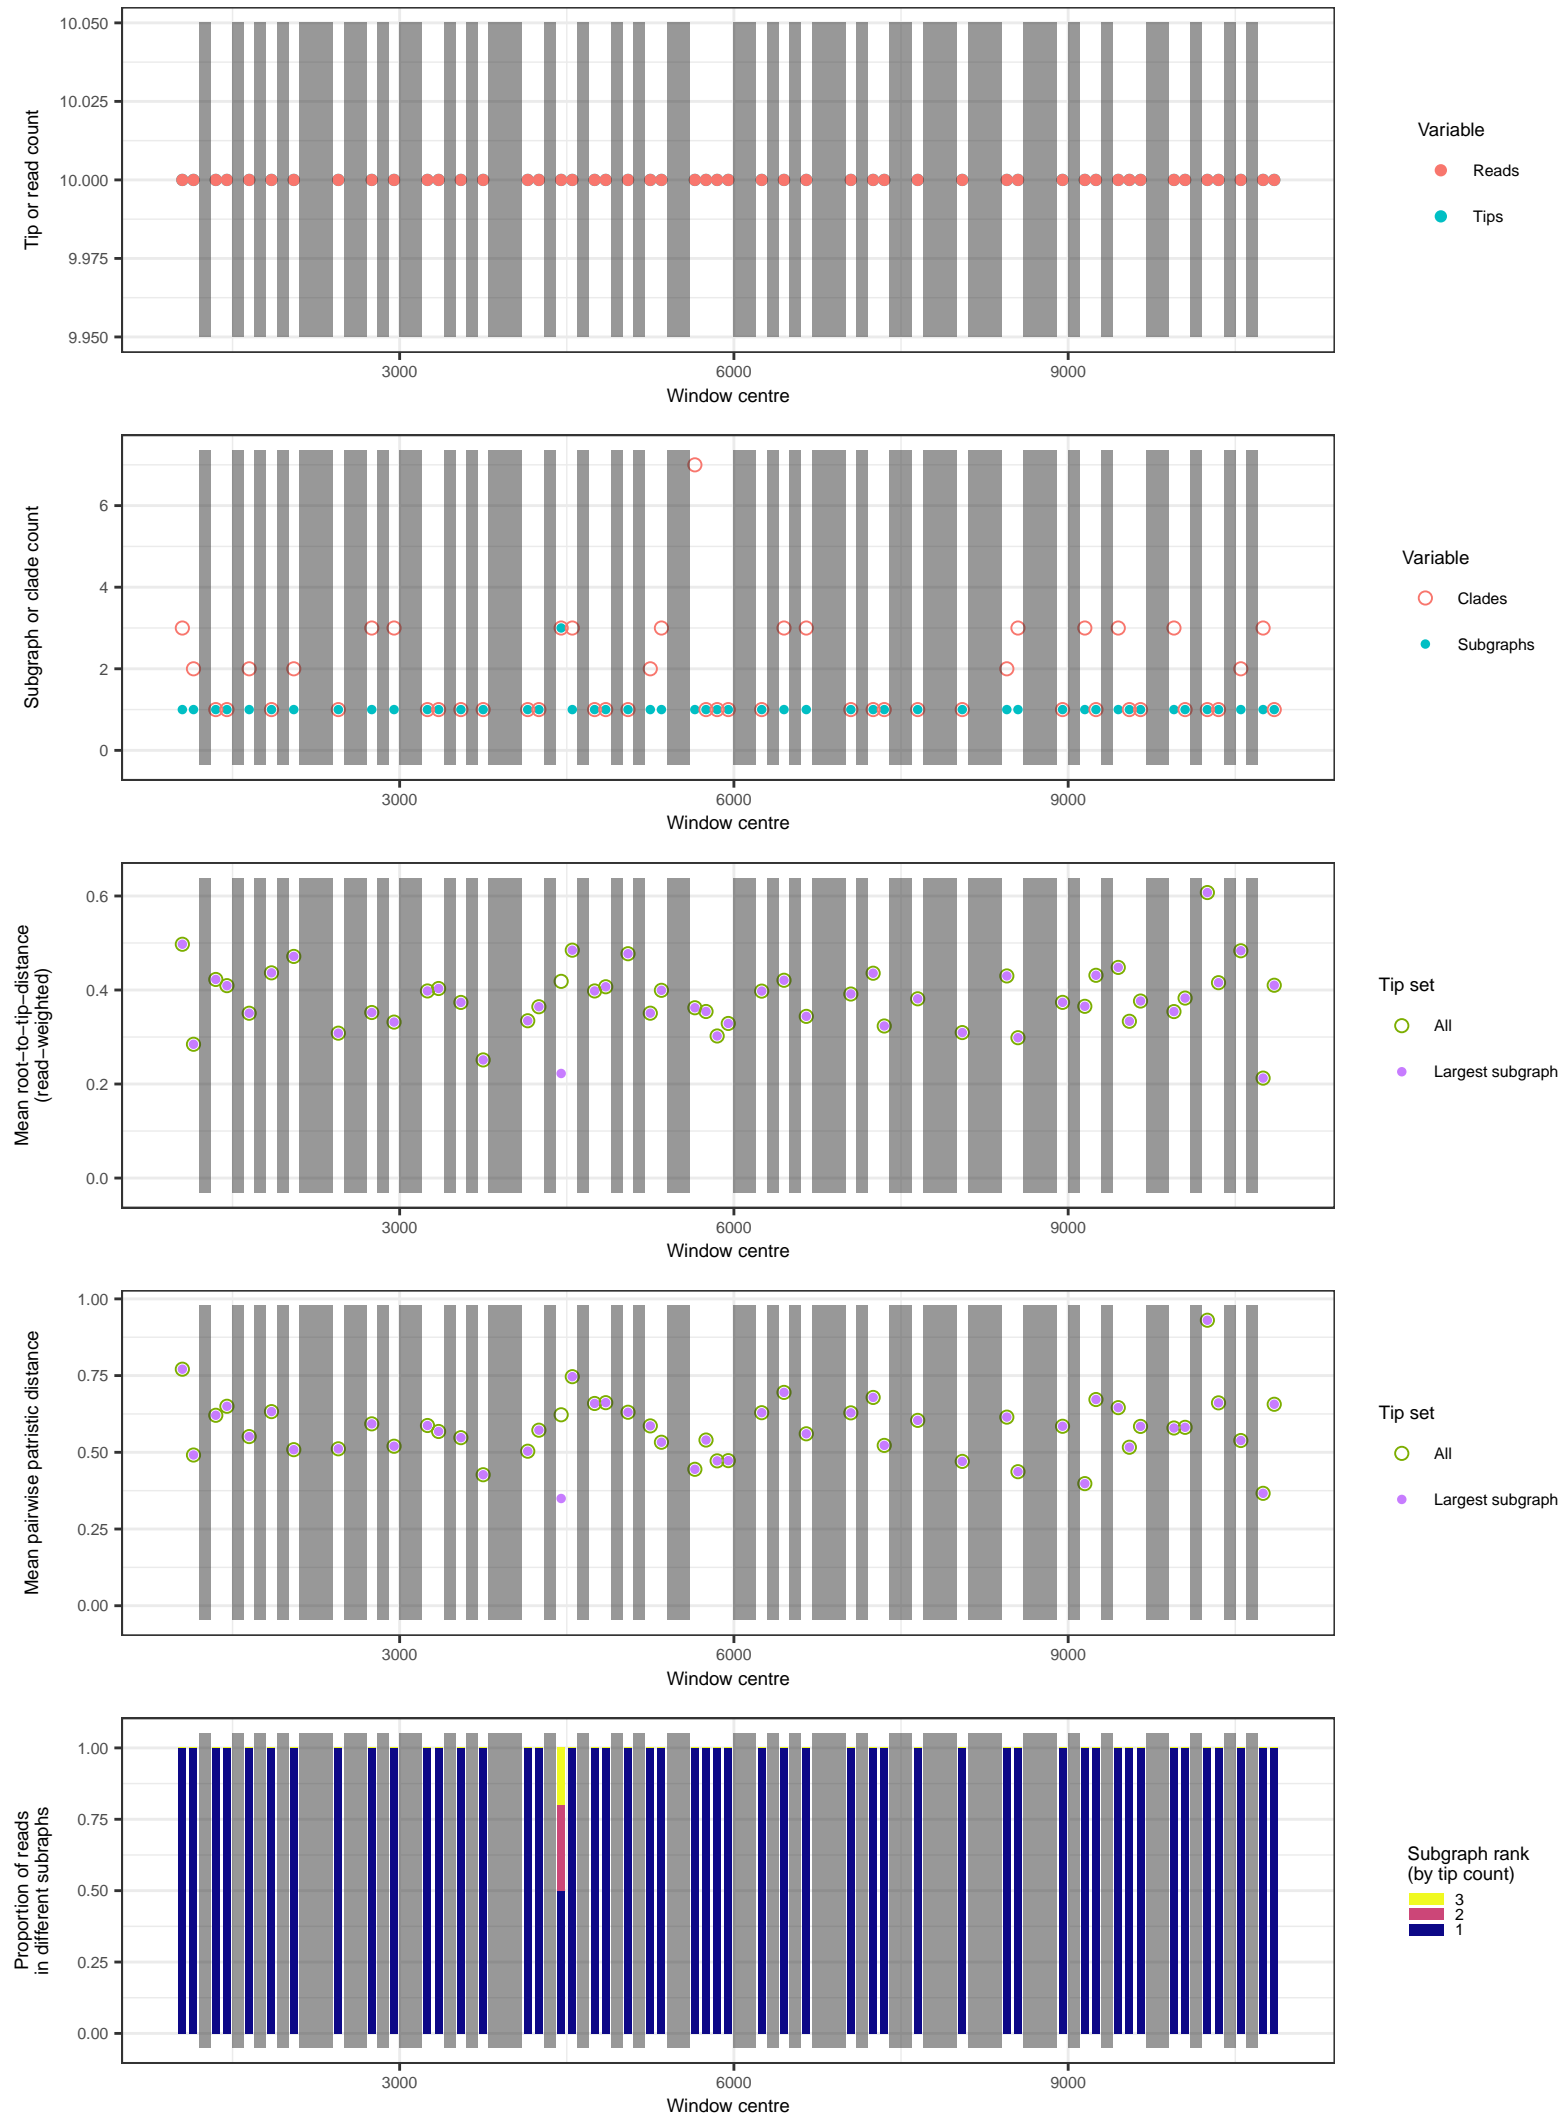 10.050
10.025
10.000
9.975
9.950
Tip or read count
3000
6000
9000
Window centre
Variable
Reads
Tips
6
4
2
0
Subgraph or clade count
3000
6000
9000
Window centre
Variable
Clades
Subgraphs
0.6
0.4
0.2
0.0
Mean root−to−tip−distance
(read−weighted)
3000
6000
9000
Window centre
Tip set
All
Largest subgraph
1.00
0.75
0.50
0.25
0.00
Mean pairwise patristic distance
3000
6000
9000
Window centre
Tip set
All
Largest subgraph
1.00
0.75
0.50
0.25
0.00
Proportion of reads
in different subraphs
3000
6000
9000
Window centre
Subgraph rank
(by tip count)
3
2
1